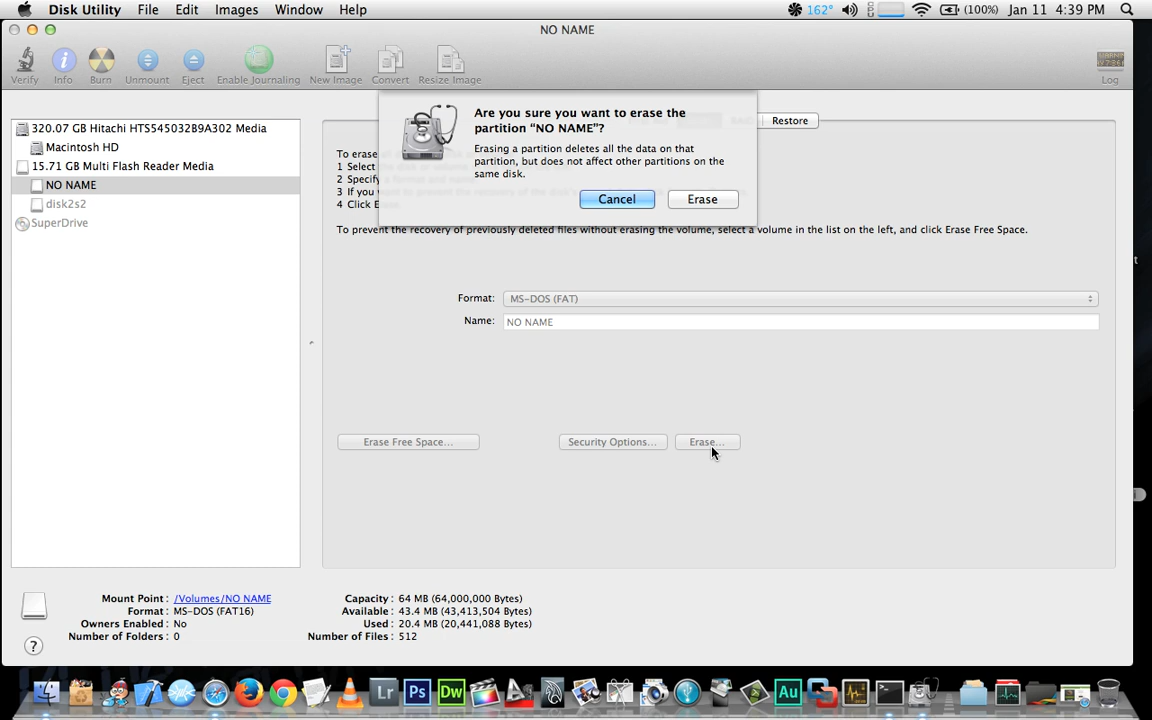 Disk Utility File Edit Images Window Help 162° (100%) Jan 11 4:39 PM
NO NAME
Verify Info Burn Unmount Eject Enable Journaling New Image Convert Resize Image Log
Are you sure you want to erase the
partition “NO NAME”?
Erasing a partition deletes all the data on that
partition, but does not affect other partitions on the
same disk.
Cancel Erase
Restore
320.07 GB Hitachi HTS545032B9A302 Media
Macintosh HD
15.71 GB Multi Flash Reader Media
NO NAME
disk2s2
SuperDrive
To erase
1 Select
2 Specify
3 If you
4 Click E
To prevent the recovery of previously deleted files without erasing the volume, select a volume in the list on the left, and click Erase Free Space.
Format: MS-DOS (FAT)
Name: NO NAME
Erase Free Space... Security Options... Erase...
Mount Point : /Volumes/NO NAME
Format : MS-DOS (FAT16)
Owners Enabled : No
Number of Folders : 0
Capacity : 64 MB (64,000,000 Bytes)
Available : 43.4 MB (43,413,504 Bytes)
Used : 20.4 MB (20,441,088 Bytes)
Number of Files : 512
?
Lr Ps Dw Au